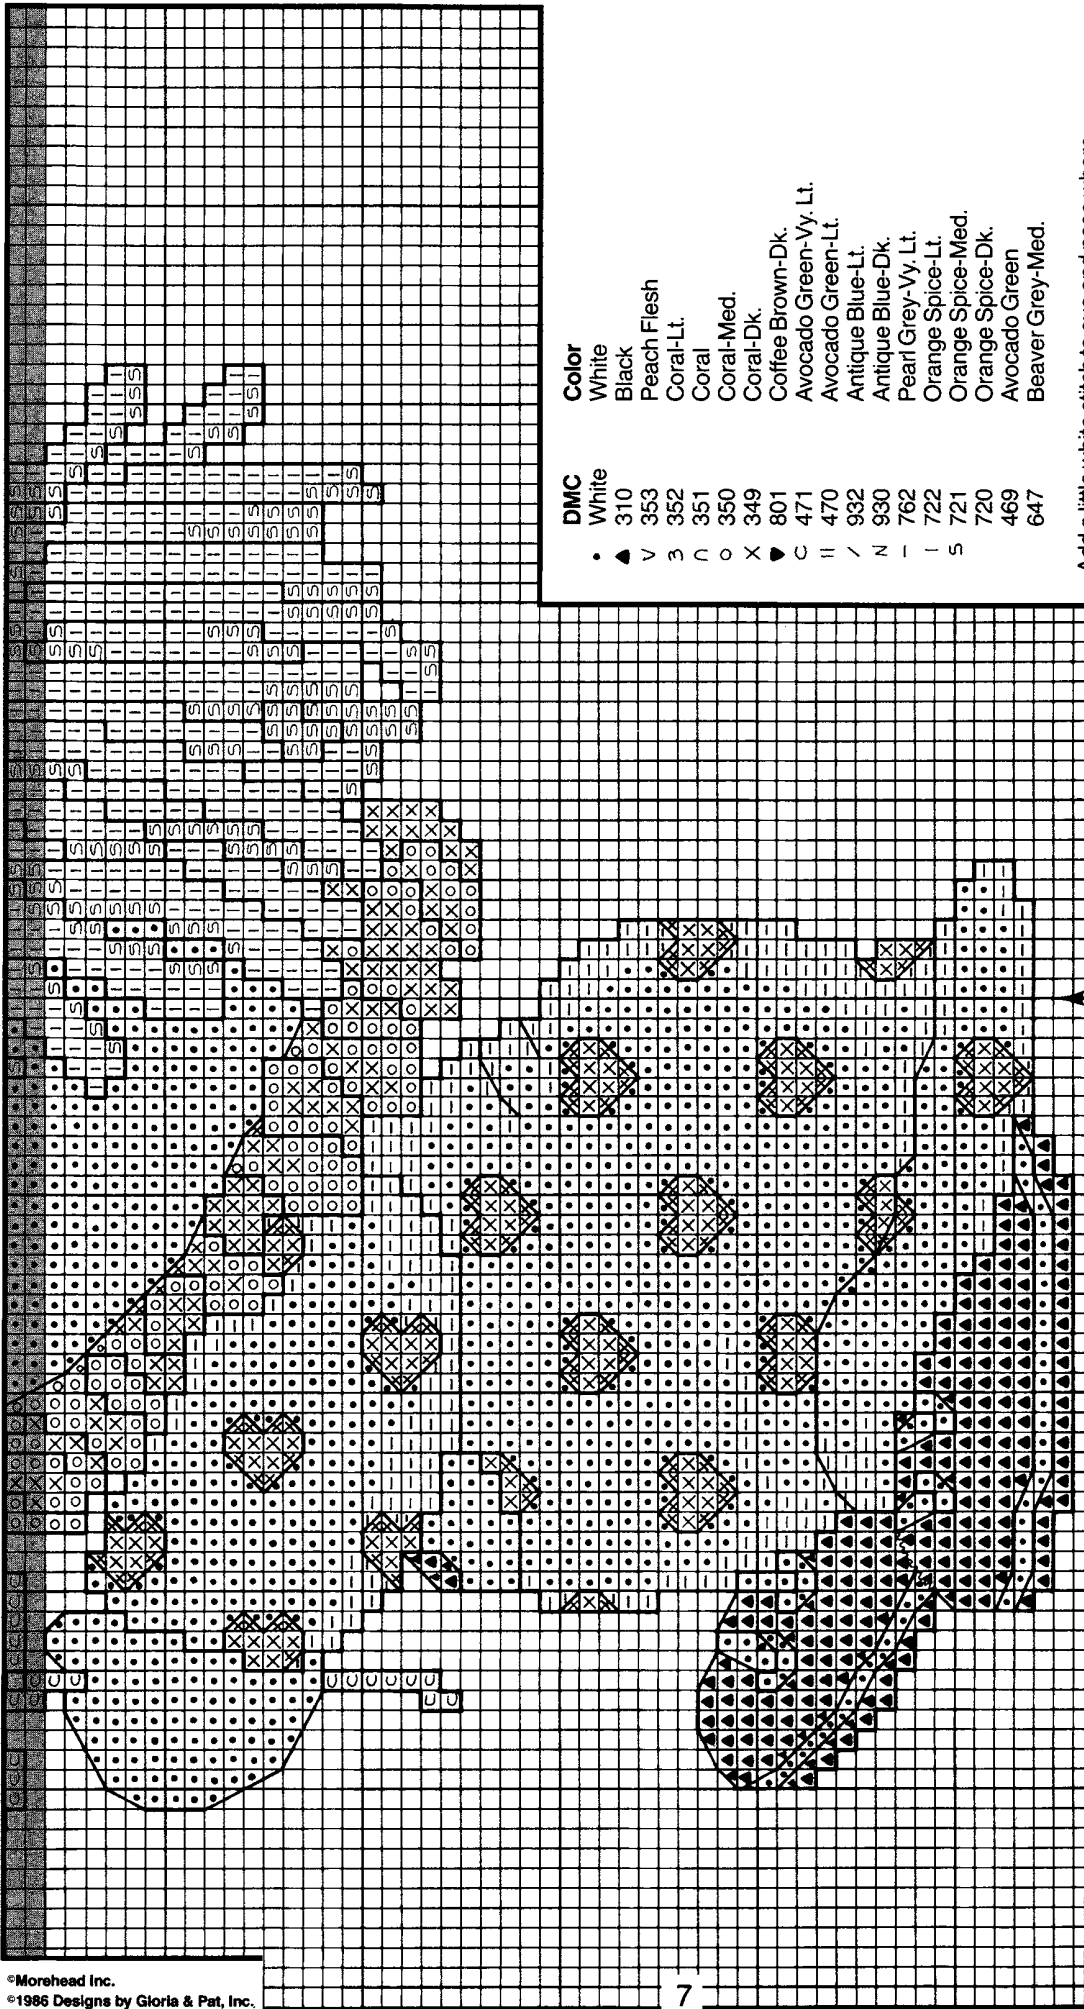 DMC Color
• White White
▲ 310 Black
V 353 Peach Flesh
3 352 Coral-Lt.
∩ 351 Coral
O 350 Coral-Med.
X 349 Coral-Dk.
♥ 801 Coffee Brown-Dk.
C 471 Avocado Green-Vy. Lt.
= 470 Avocado Green-Lt.
/ 932 Antique Blue-Lt.
N 930 Antique Blue-Dk.
– 762 Pearl Grey-Vy. Lt.
I 722 Orange Spice-Lt.
S 721 Orange Spice-Med.
720 Orange Spice-Dk.
469 Avocado Green
647 Beaver Grey-Med.
©Morehead Inc.
©1986 Designs by Gloria & Pat, Inc.
7